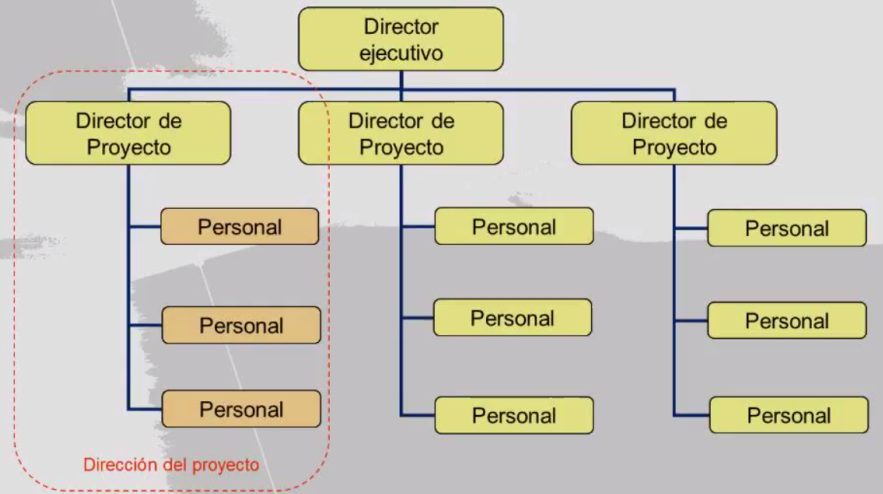 Director
ejecutivo
Director de
Proyecto
Director de
Proyecto
Director de
Proyecto
Personal
Personal
Personal
Personal
Personal
Personal
Personal
Personal
Personal
Dirección del proyecto